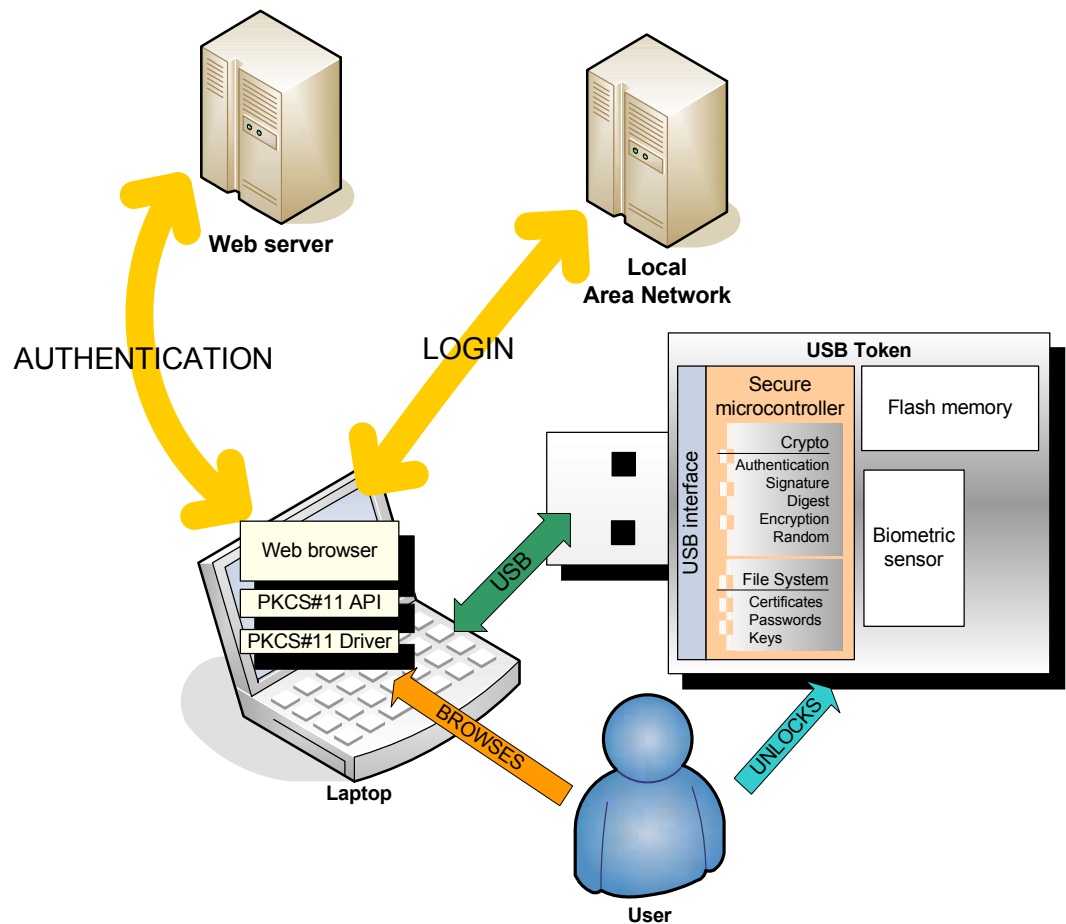 Web server
Local
Area Network
AUTHENTICATION
LOGIN
USB Token
USB interface
Secure
microcontroller
Crypto
Authentication
Signature
Digest
Encryption
Random
File System
Certificates
Passwords
Keys
Flash memory
Biometric
sensor
Web browser
PKCS#11 API
PKCS#11 Driver
USB
BROWSES
UNLOCKS
Laptop
User